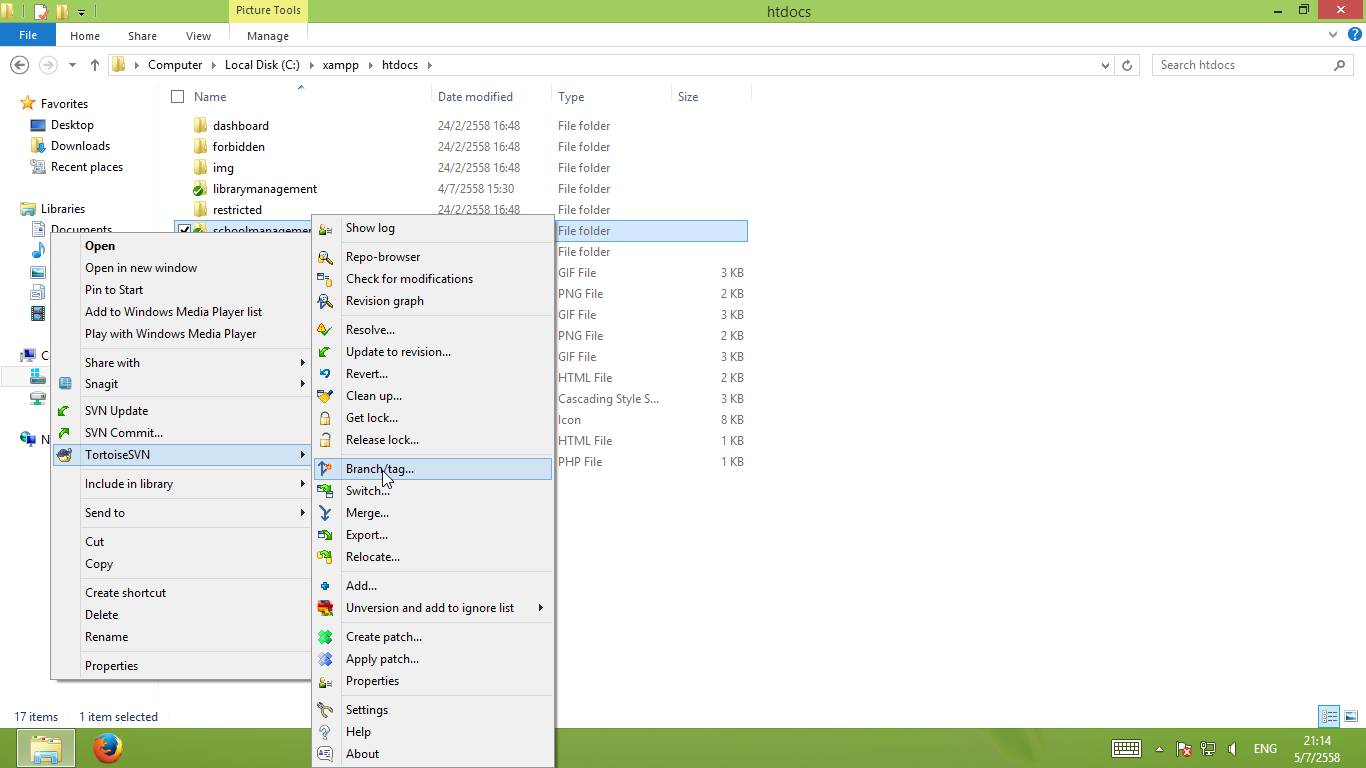 Picture Tools
htdocs
File
Home
Share
View
Manage
Computer
Local Disk (C:)
xampp
htdocs
Search htdocs
Favorites
Desktop
Downloads
Recent places
Libraries
Documents
Name
Date modified
Type
Size
dashboard
24/2/2558 16:48
File folder
forbidden
24/2/2558 16:48
File folder
img
24/2/2558 16:48
File folder
librarymanagement
4/7/2558 15:30
File folder
restricted
24/2/2558 16:48
File folder
schoolmanagemen
File folder
File folder
GIF File
3 KB
PNG File
2 KB
GIF File
3 KB
PNG File
2 KB
GIF File
3 KB
HTML File
2 KB
Cascading Style S...
3 KB
Icon
8 KB
HTML File
1 KB
PHP File
1 KB
C
N
Open
Open in new window
Pin to Start
Add to Windows Media Player list
Play with Windows Media Player
Share with
Snagit
SVN Update
SVN Commit...
TortoiseSVN
Include in library
Send to
Cut
Copy
Create shortcut
Delete
Rename
Properties
Show log
Repo-browser
Check for modifications
Revision graph
Resolve...
Update to revision...
Revert...
Clean up...
Get lock...
Release lock...
Branch/tag...
Switch...
Merge...
Export...
Relocate...
Add...
Unversion and add to ignore list
Create patch...
Apply patch...
Properties
Settings
Help
About
17 items
1 item selected
ENG
21:14
5/7/2558